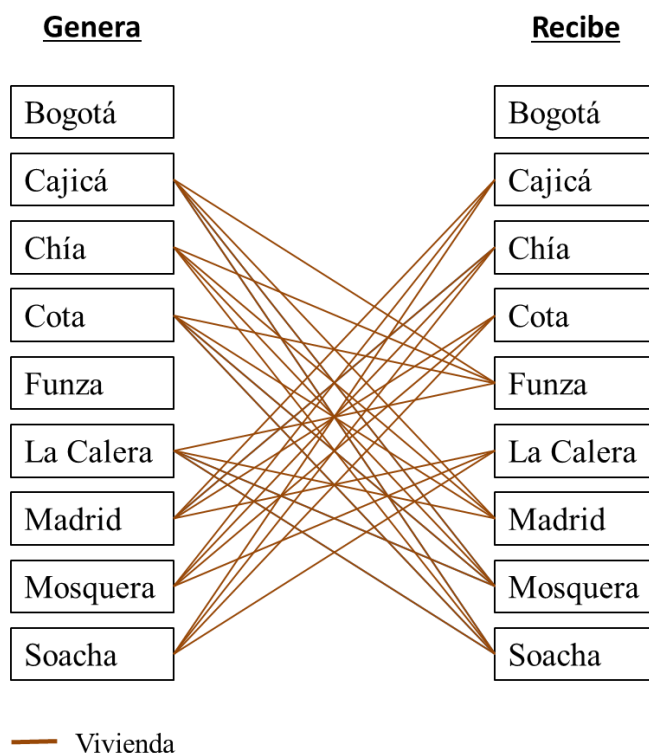 Genera Recibe
Bogotá Bogotá
Cajicá Cajicá
Chía Chía
Cota Cota
Funza Funza
La Calera La Calera
Madrid Madrid
Mosquera Mosquera
Soacha Soacha
Vivienda